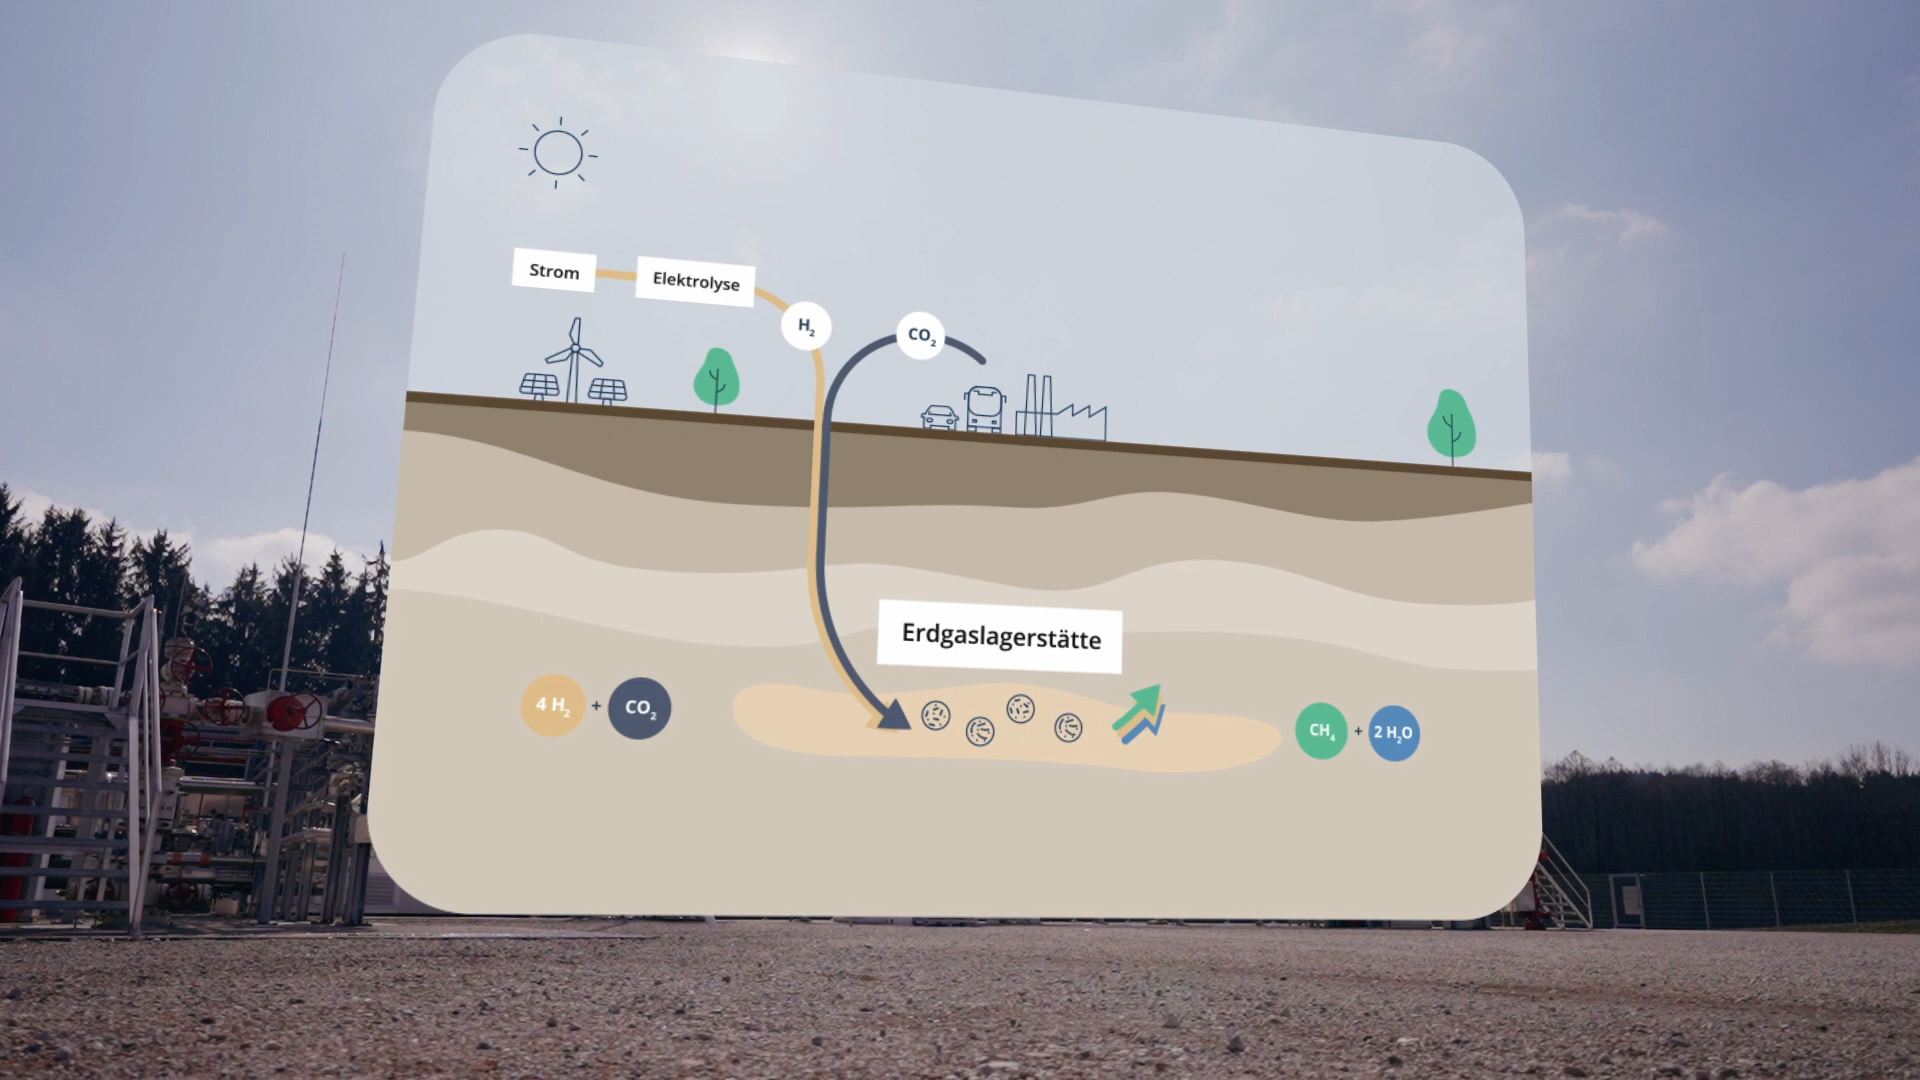 Strom
Elektrolyse
H₂
CO₂
Erdgaslagerstätte
4 H₂ + CO₂
CH₄ + 2 H₂O